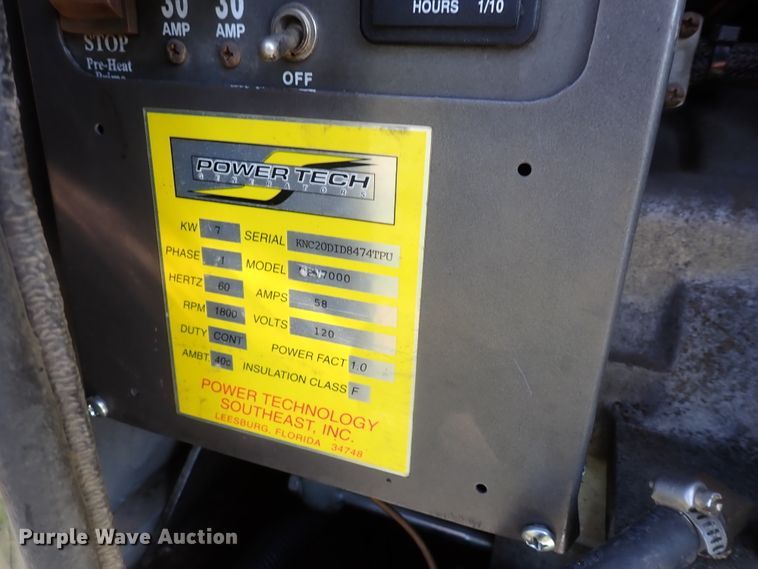 30 30
AMP AMP
HOURS 1/10
STOP
Pre-Heat
Prime
OFF
POWER TECH
GENERATORS
KW 7 SERIAL KNC20DID8474TPU
PHASE 1 MODEL
HERTZ 60 AMPS 58
RPM 1800 VOLTS 120
DUTY CONT POWER FACT 1.0
AMBT 40c INSULATION CLASS F
POWER TECHNOLOGY
SOUTHEAST, INC.
LEESBURG, FLORIDA 34748
Purple Wave Auction